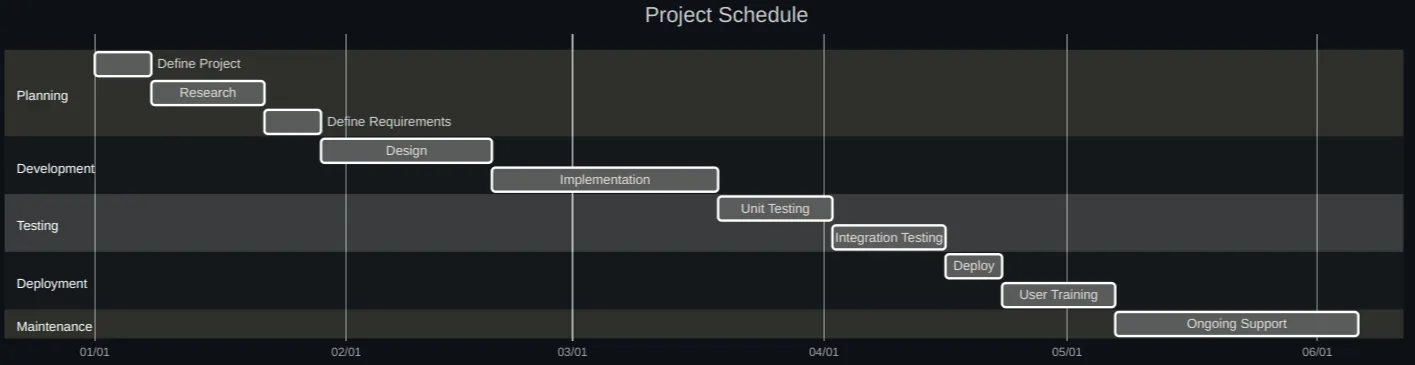 Project Schedule
Define Project
Planning
Research
Define Requirements
Design
Development
Implementation
Unit Testing
Testing
Integration Testing
Deploy
Deployment
User Training
Maintenance
Ongoing Support
01/01 02/01 03/01 04/01 05/01 06/01